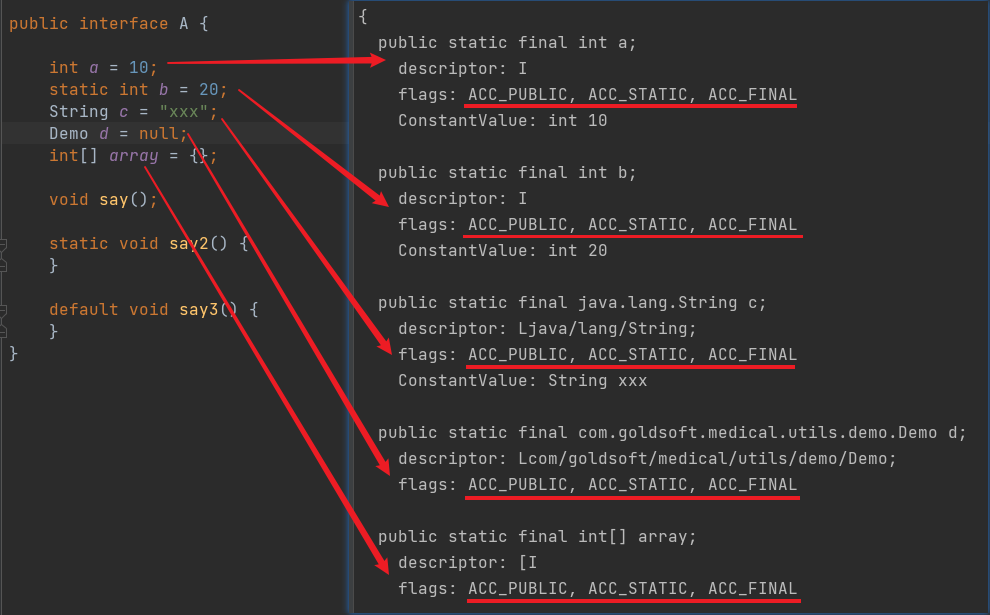 public interface A {
int a = 10;
static int b = 20;
String c = "xxx";
Demo d = null;
int[] array = {};
void say();
static void say2() {
}
default void say3() {
}
}
{
public static final int a;
descriptor: I
flags: ACC_PUBLIC, ACC_STATIC, ACC_FINAL
ConstantValue: int 10
public static final int b;
descriptor: I
flags: ACC_PUBLIC, ACC_STATIC, ACC_FINAL
ConstantValue: int 20
public static final java.lang.String c;
descriptor: Ljava/lang/String;
flags: ACC_PUBLIC, ACC_STATIC, ACC_FINAL
ConstantValue: String xxx
public static final com.goldsoft.medical.utils.demo.Demo d;
descriptor: Lcom/goldsoft/medical/utils/demo/Demo;
flags: ACC_PUBLIC, ACC_STATIC, ACC_FINAL
public static final int[] array;
descriptor: [I
flags: ACC_PUBLIC, ACC_STATIC, ACC_FINAL